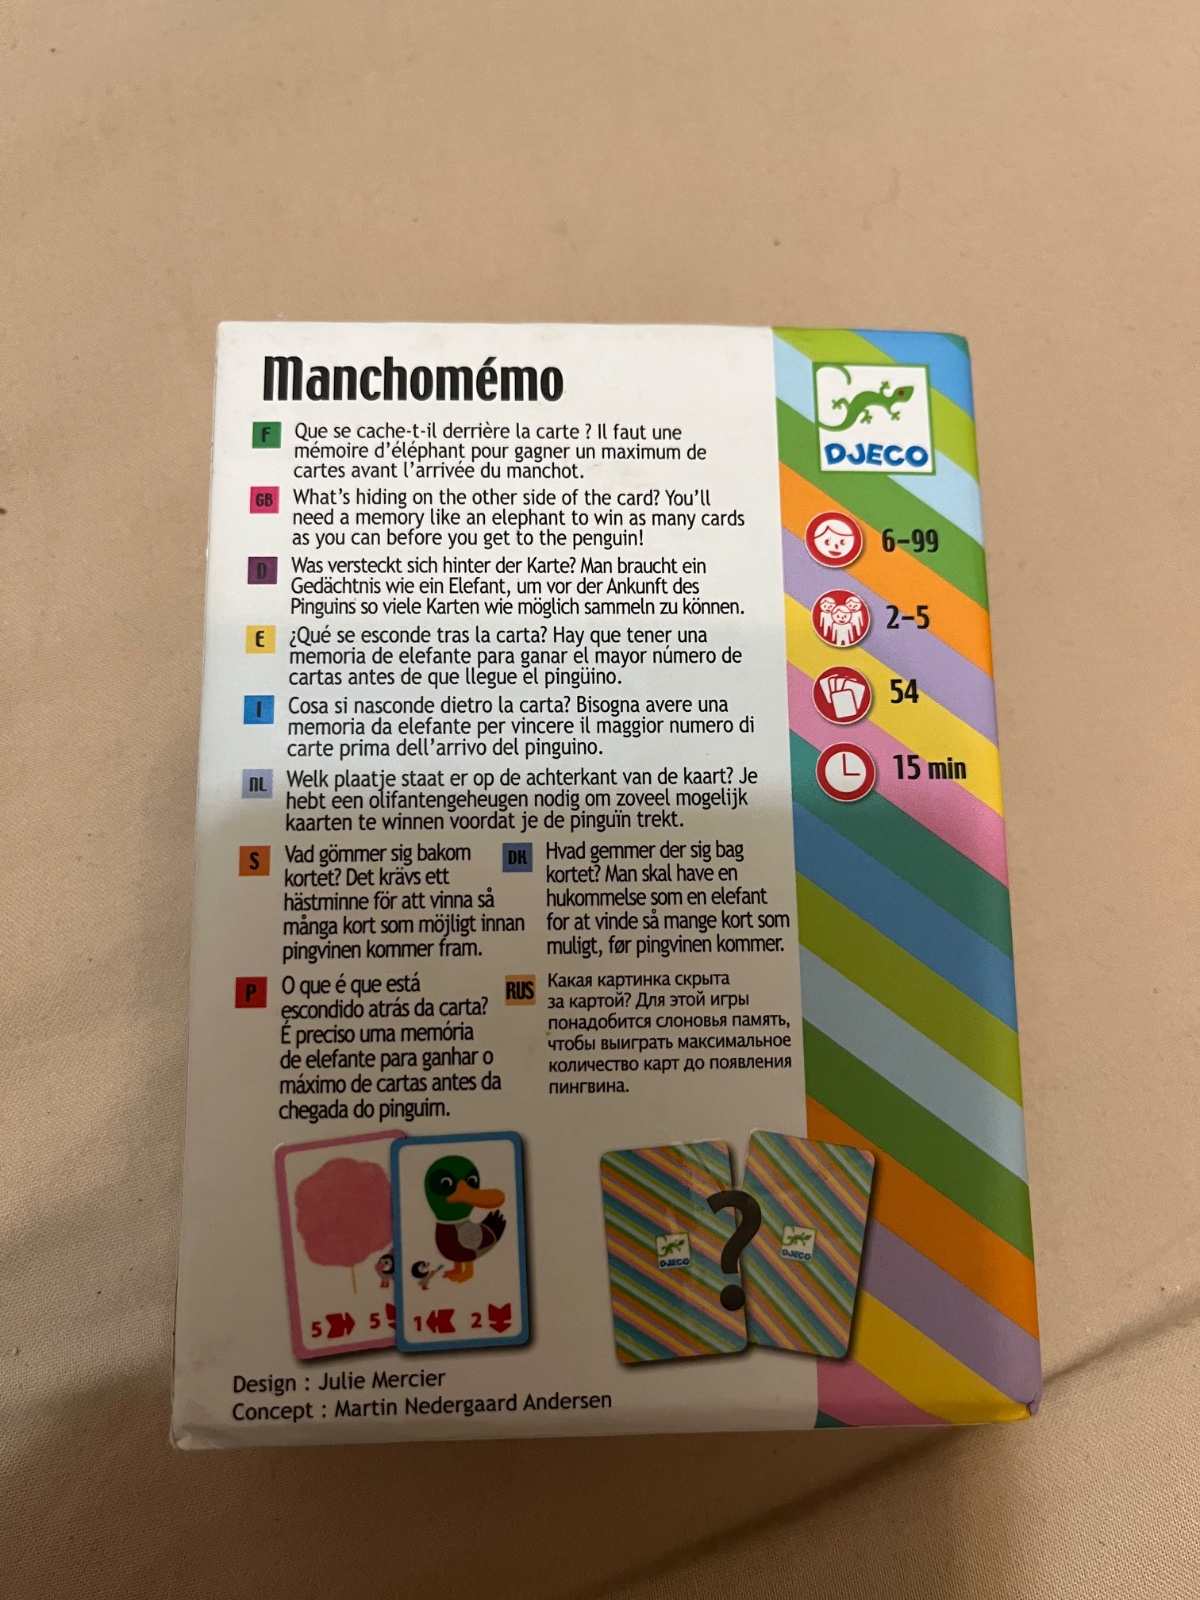 Manchomémo
F
Que se cache-t-il derrière la carte ? Il faut une
mémoire d'éléphant pour gagner un maximum de
cartes avant l'arrivée du manchot.
GB
What's hiding on the other side of the card? You'll
need a memory like an elephant to win as many cards
as you can before you get to the penguin!
D
Was versteckt sich hinter der Karte? Man braucht ein
Gedächtnis wie ein Elefant, um vor der Ankunft des
Pinguins so viele Karten wie möglich sammeln zu können.
E
¿Qué se esconde tras la carta? Hay que tener una
memoria de elefante para ganar el mayor número de
cartas antes de que llegue el pingüino.
I
Cosa si nasconde dietro la carta? Bisogna avere una
memoria da elefante per vincere il maggior numero di
carte prima dell'arrivo del pinguino.
NL
Welk plaatje staat er op de achterkant van de kaart? Je
hebt een olifantengeheugen nodig om zoveel mogelijk
kaarten te winnen voordat je de pinguïn trekt.
S
Vad gömmer sig bakom
kortet? Det krävs ett
hästminne för att vinna så
många kort som möjligt innan
pingvinen kommer fram.
DK
Hvad gemmer der sig bag
kortet? Man skal have en
hukommelse som en elefant
for at vinde så mange kort som
muligt, før pingvinen kommer.
P
O que é que está
escondido atrás da carta?
É preciso uma memória
de elefante para ganhar o
máximo de cartas antes da
chegada do pinguim.
RUS
Какая картинка скрыта
за картой? Для этой игры
понадобится слоновья память,
чтобы выиграть максимальное
количество карт до появления
пингвина.
5 5
1 2
DJECO
?
DJECO
Design : Julie Mercier
Concept : Martin Nedergaard Andersen
DJECO
6-99
2-5
54
15 min